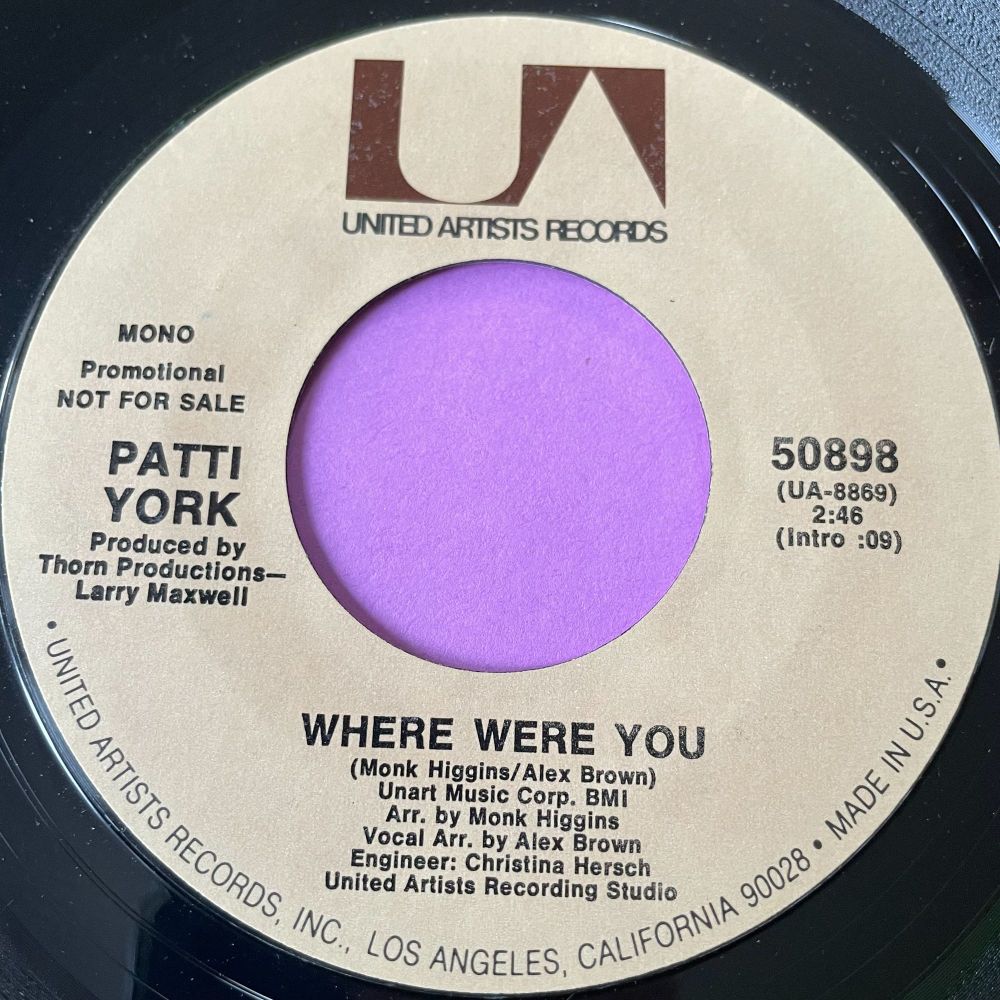 UA
UNITED ARTISTS RECORDS
MONO
Promotional
NOT FOR SALE
PATTI
YORK
Produced by
Thorn Productions—
Larry Maxwell
50898
(UA-8869)
2:46
(Intro :09)
WHERE WERE YOU
(Monk Higgins/Alex Brown)
Unart Music Corp. BMI
Arr. by Monk Higgins
Vocal Arr. by Alex Brown
Engineer: Christina Hersch
United Artists Recording Studio
• UNITED ARTISTS RECORDS, INC., LOS ANGELES, CALIFORNIA 90028 • MADE IN U.S.A. •